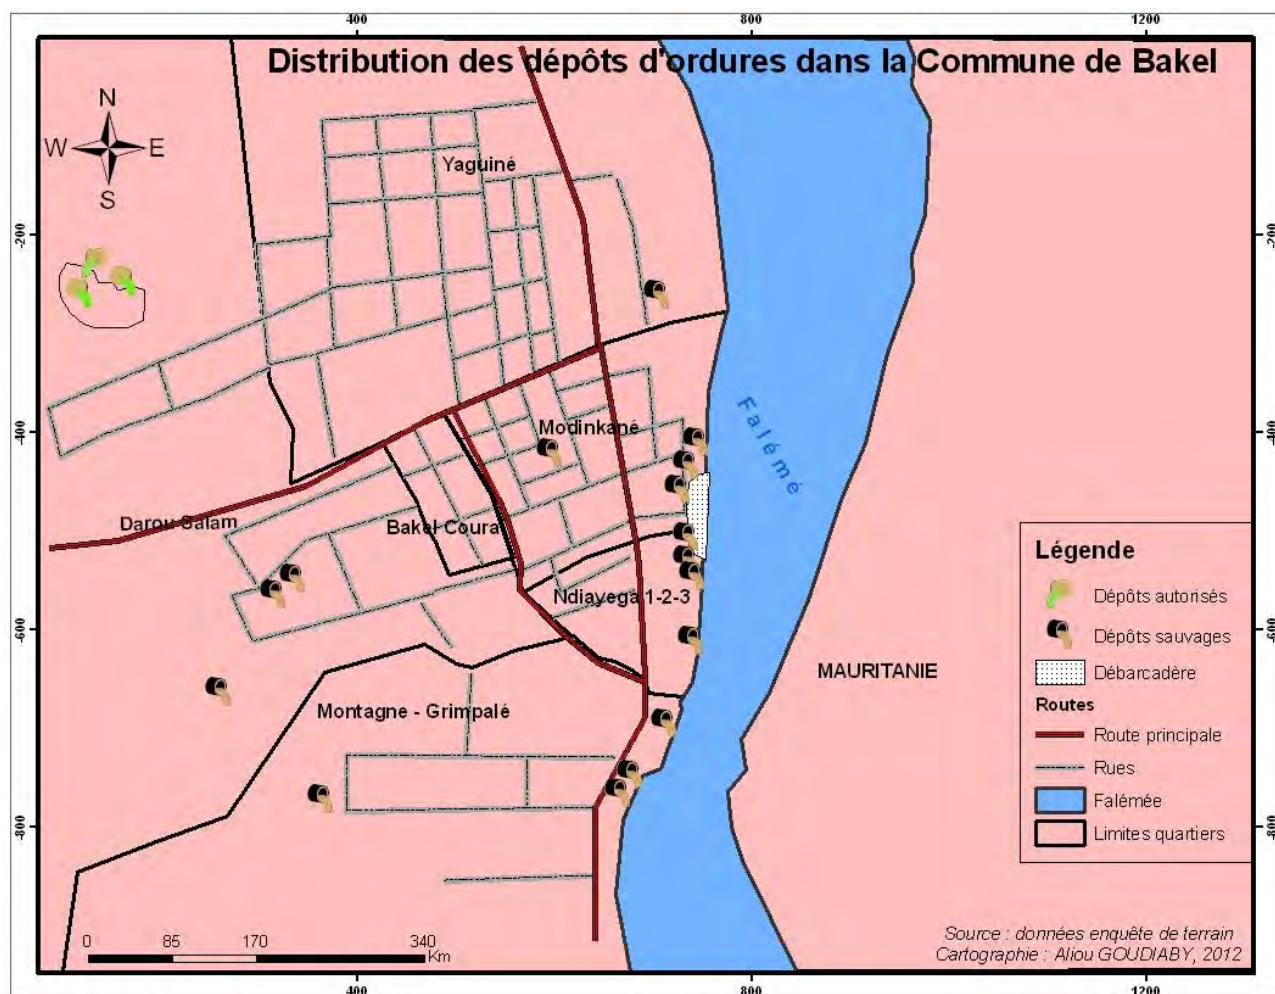 400 800 1200
Distribution des dépôts d'ordures dans la Commune de Bakel
N
W E
S
Yaguiné
-200 -200
Falémé
Modinkané
-400 -400
Darou Salam
Bakel Coura
Ndiayega 1-2-3
-600 -600
MAURITANIE
Montagne - Grimpalé
-800 -800
Légende
Dépôts autorisés
Dépôts sauvages
Débarcadère
Routes
Route principale
Rues
Falémée
Limites quartiers
0 85 170 340
Km
Source : données enquête de terrain
Cartographie : Aliou GOUDIABY, 2012
400 800 1200